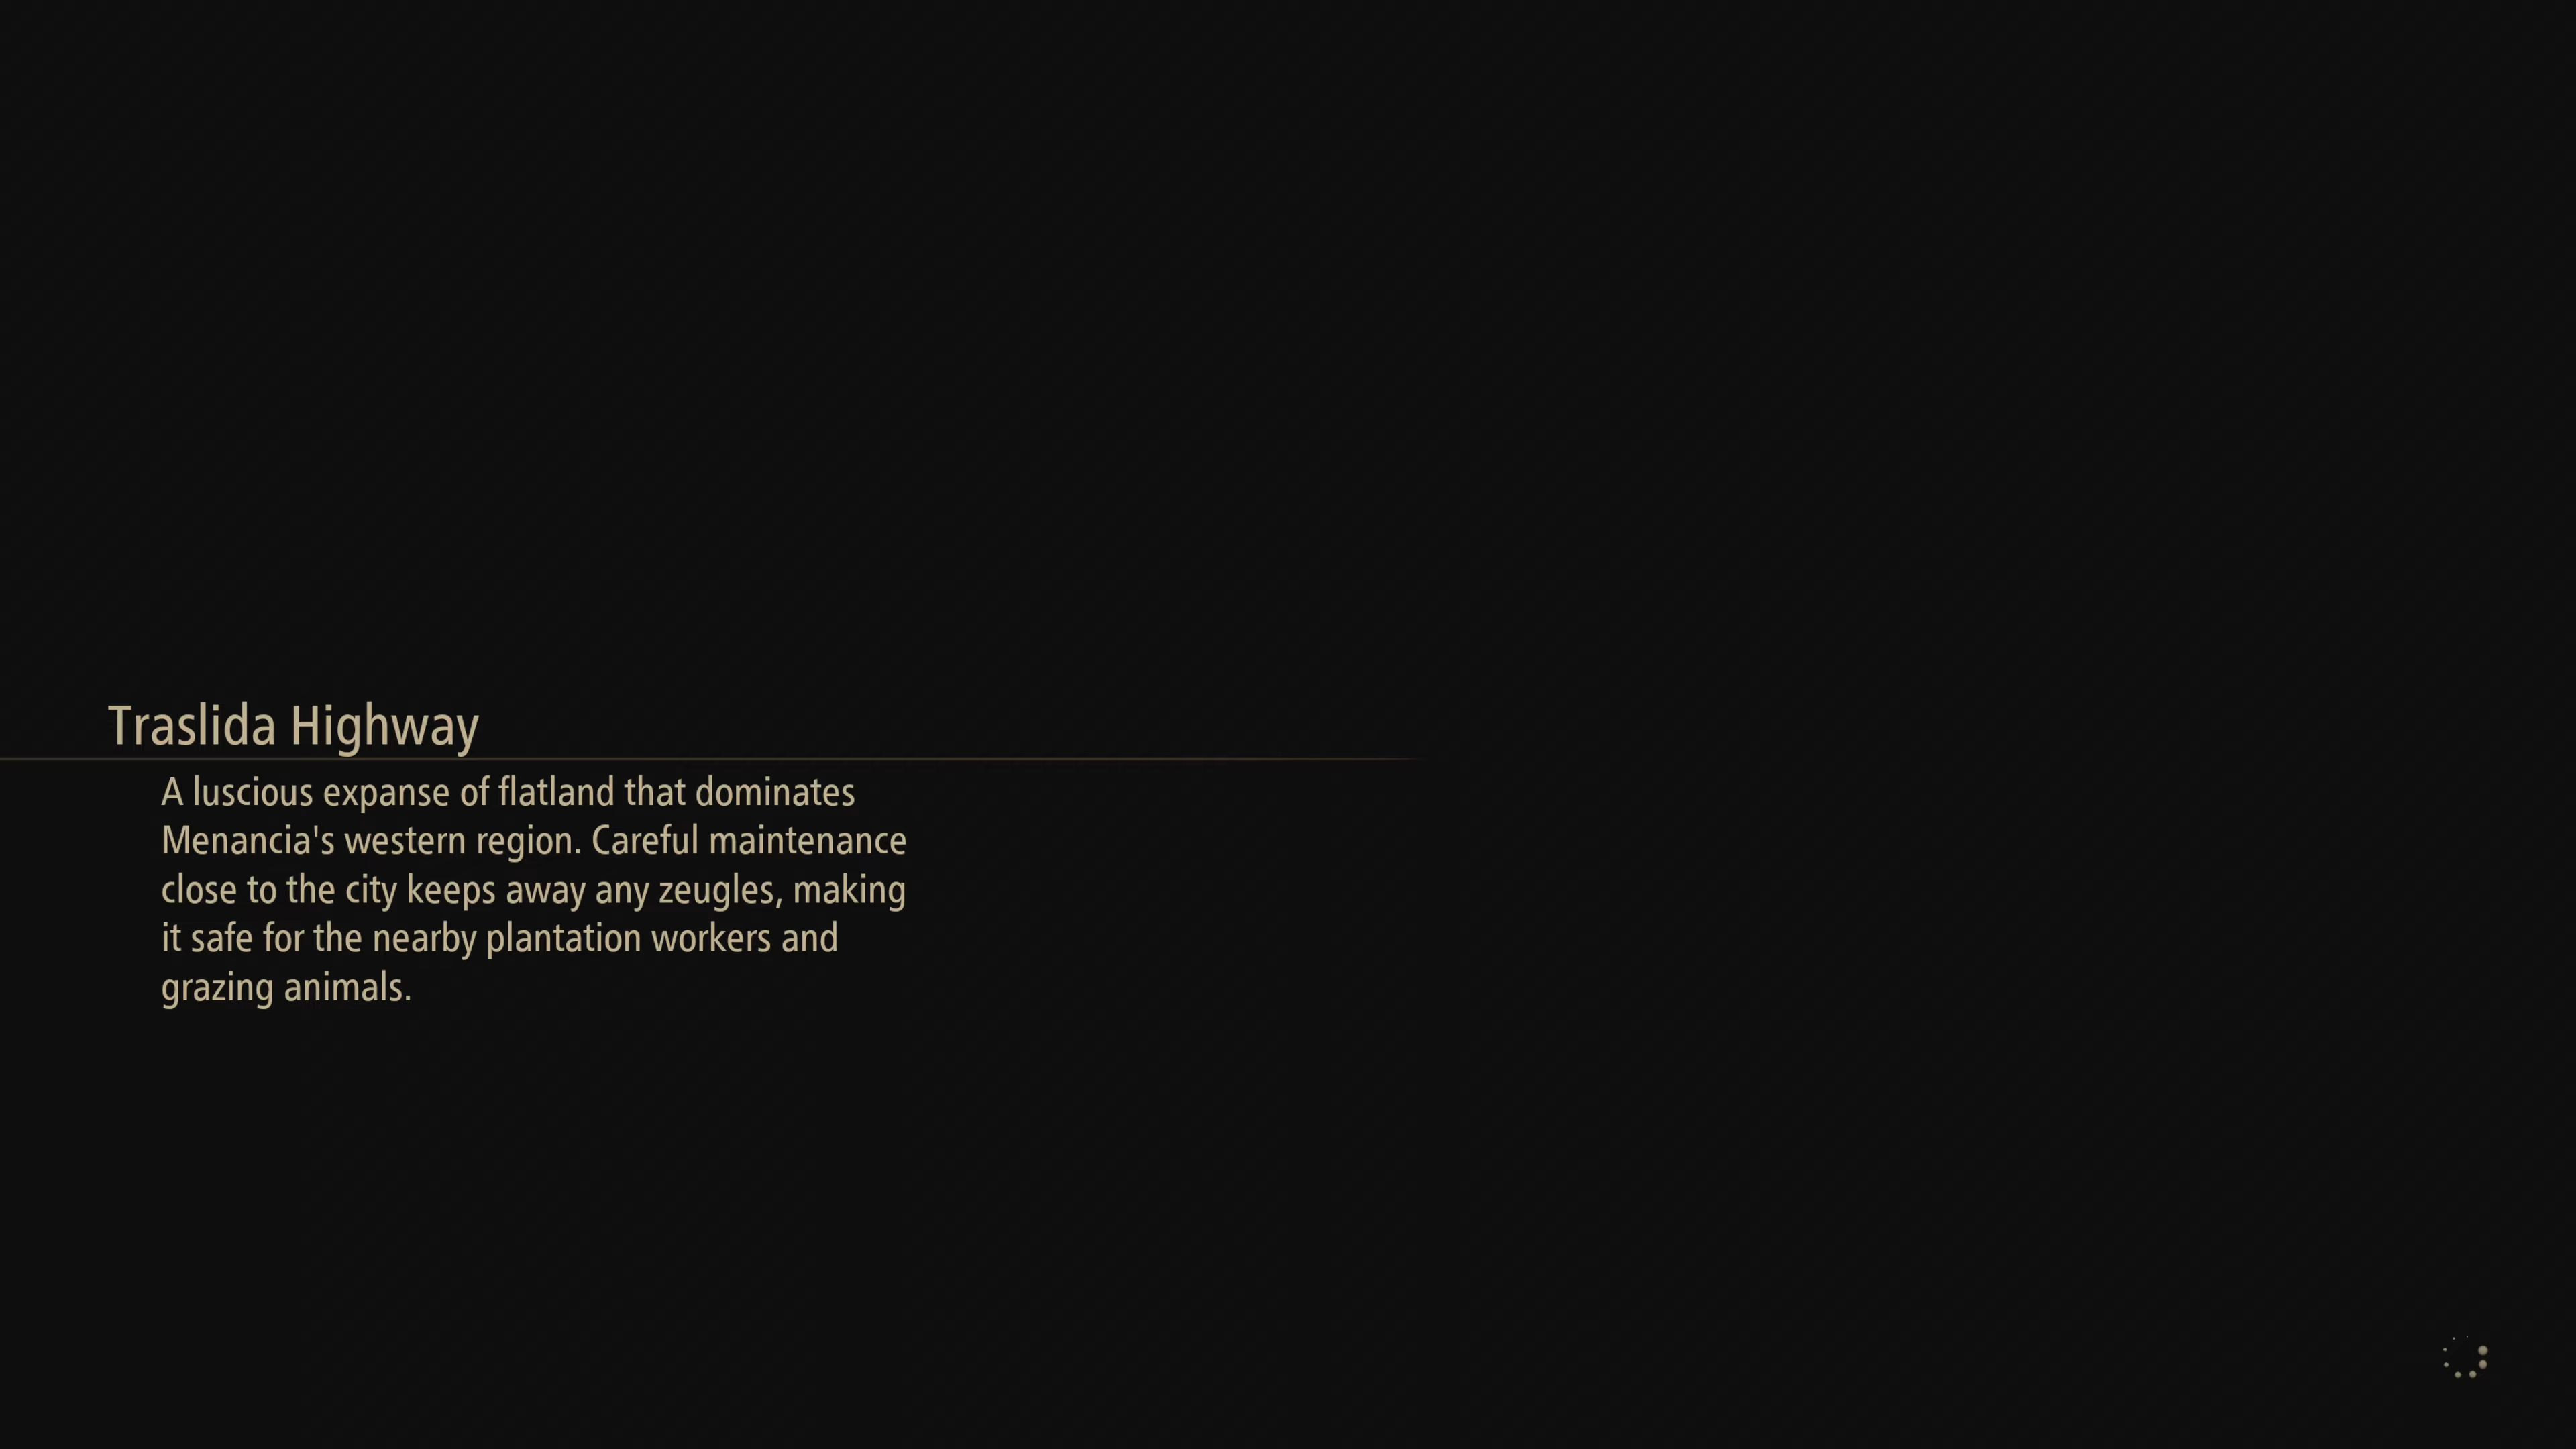 Traslida Highway
A luscious expanse of flatland that dominates
Menancia's western region. Careful maintenance
close to the city keeps away any zeugles, making
it safe for the nearby plantation workers and
grazing animals.